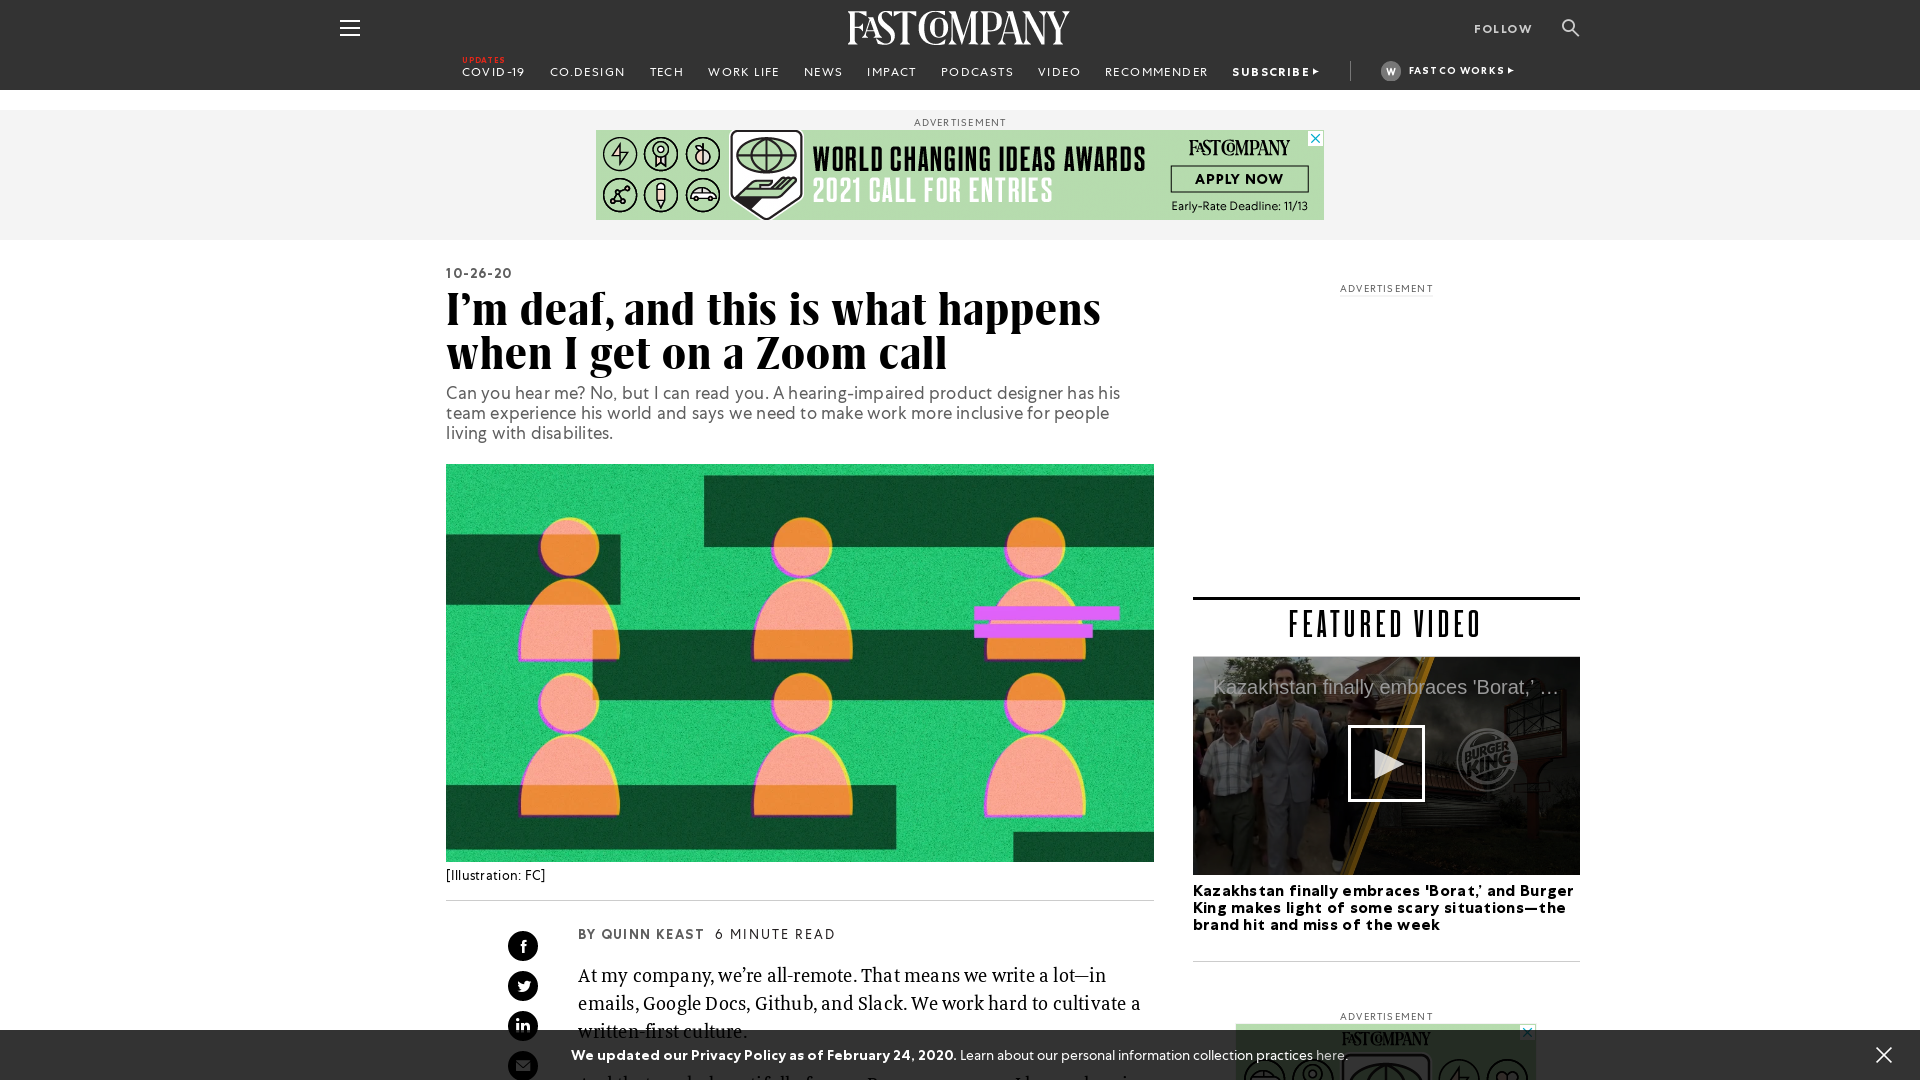 FAST COMPANY
FOLLOW
UPDATES
COVID-19
CO.DESIGN
TECH
WORK LIFE
NEWS
IMPACT
PODCASTS
VIDEO
RECOMMENDER
SUBSCRIBE
W
FASTCO WORKS
ADVERTISEMENT
WORLD CHANGING IDEAS AWARDS
2021 CALL FOR ENTRIES
FAST COMPANY
APPLY NOW
Early-Rate Deadline: 11/13
10-26-20
I’m deaf, and this is what happens
when I get on a Zoom call
Can you hear me? No, but I can read you. A hearing-impaired product designer has his
team experience his world and says we need to make work more inclusive for people
living with disabilites.
[Illustration: FC]
BY QUINN KEAST 6 MINUTE READ
At my company, we’re all-remote. That means we write a lot—in
emails, Google Docs, Github, and Slack. We work hard to cultivate a
written-first culture.
ADVERTISEMENT
FEATURED VIDEO
Kazakhstan finally embraces 'Borat,’ …
BURGER KING
Kazakhstan finally embraces 'Borat,’ and Burger
King makes light of some scary situations—the
brand hit and miss of the week
ADVERTISEMENT
FAST COMPANY
We updated our Privacy Policy as of February 24, 2020. Learn about our personal information collection practices here.